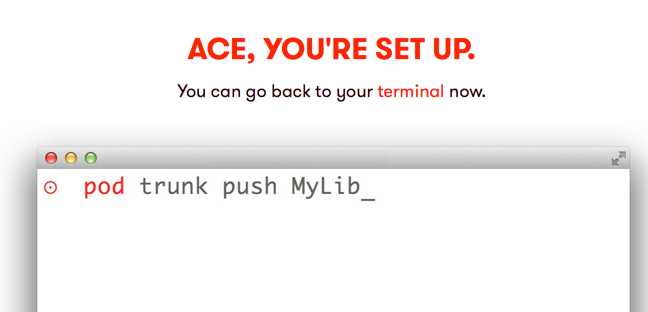 ACE, YOU'RE SET UP.
You can go back to your terminal now.
pod trunk push MyLib_